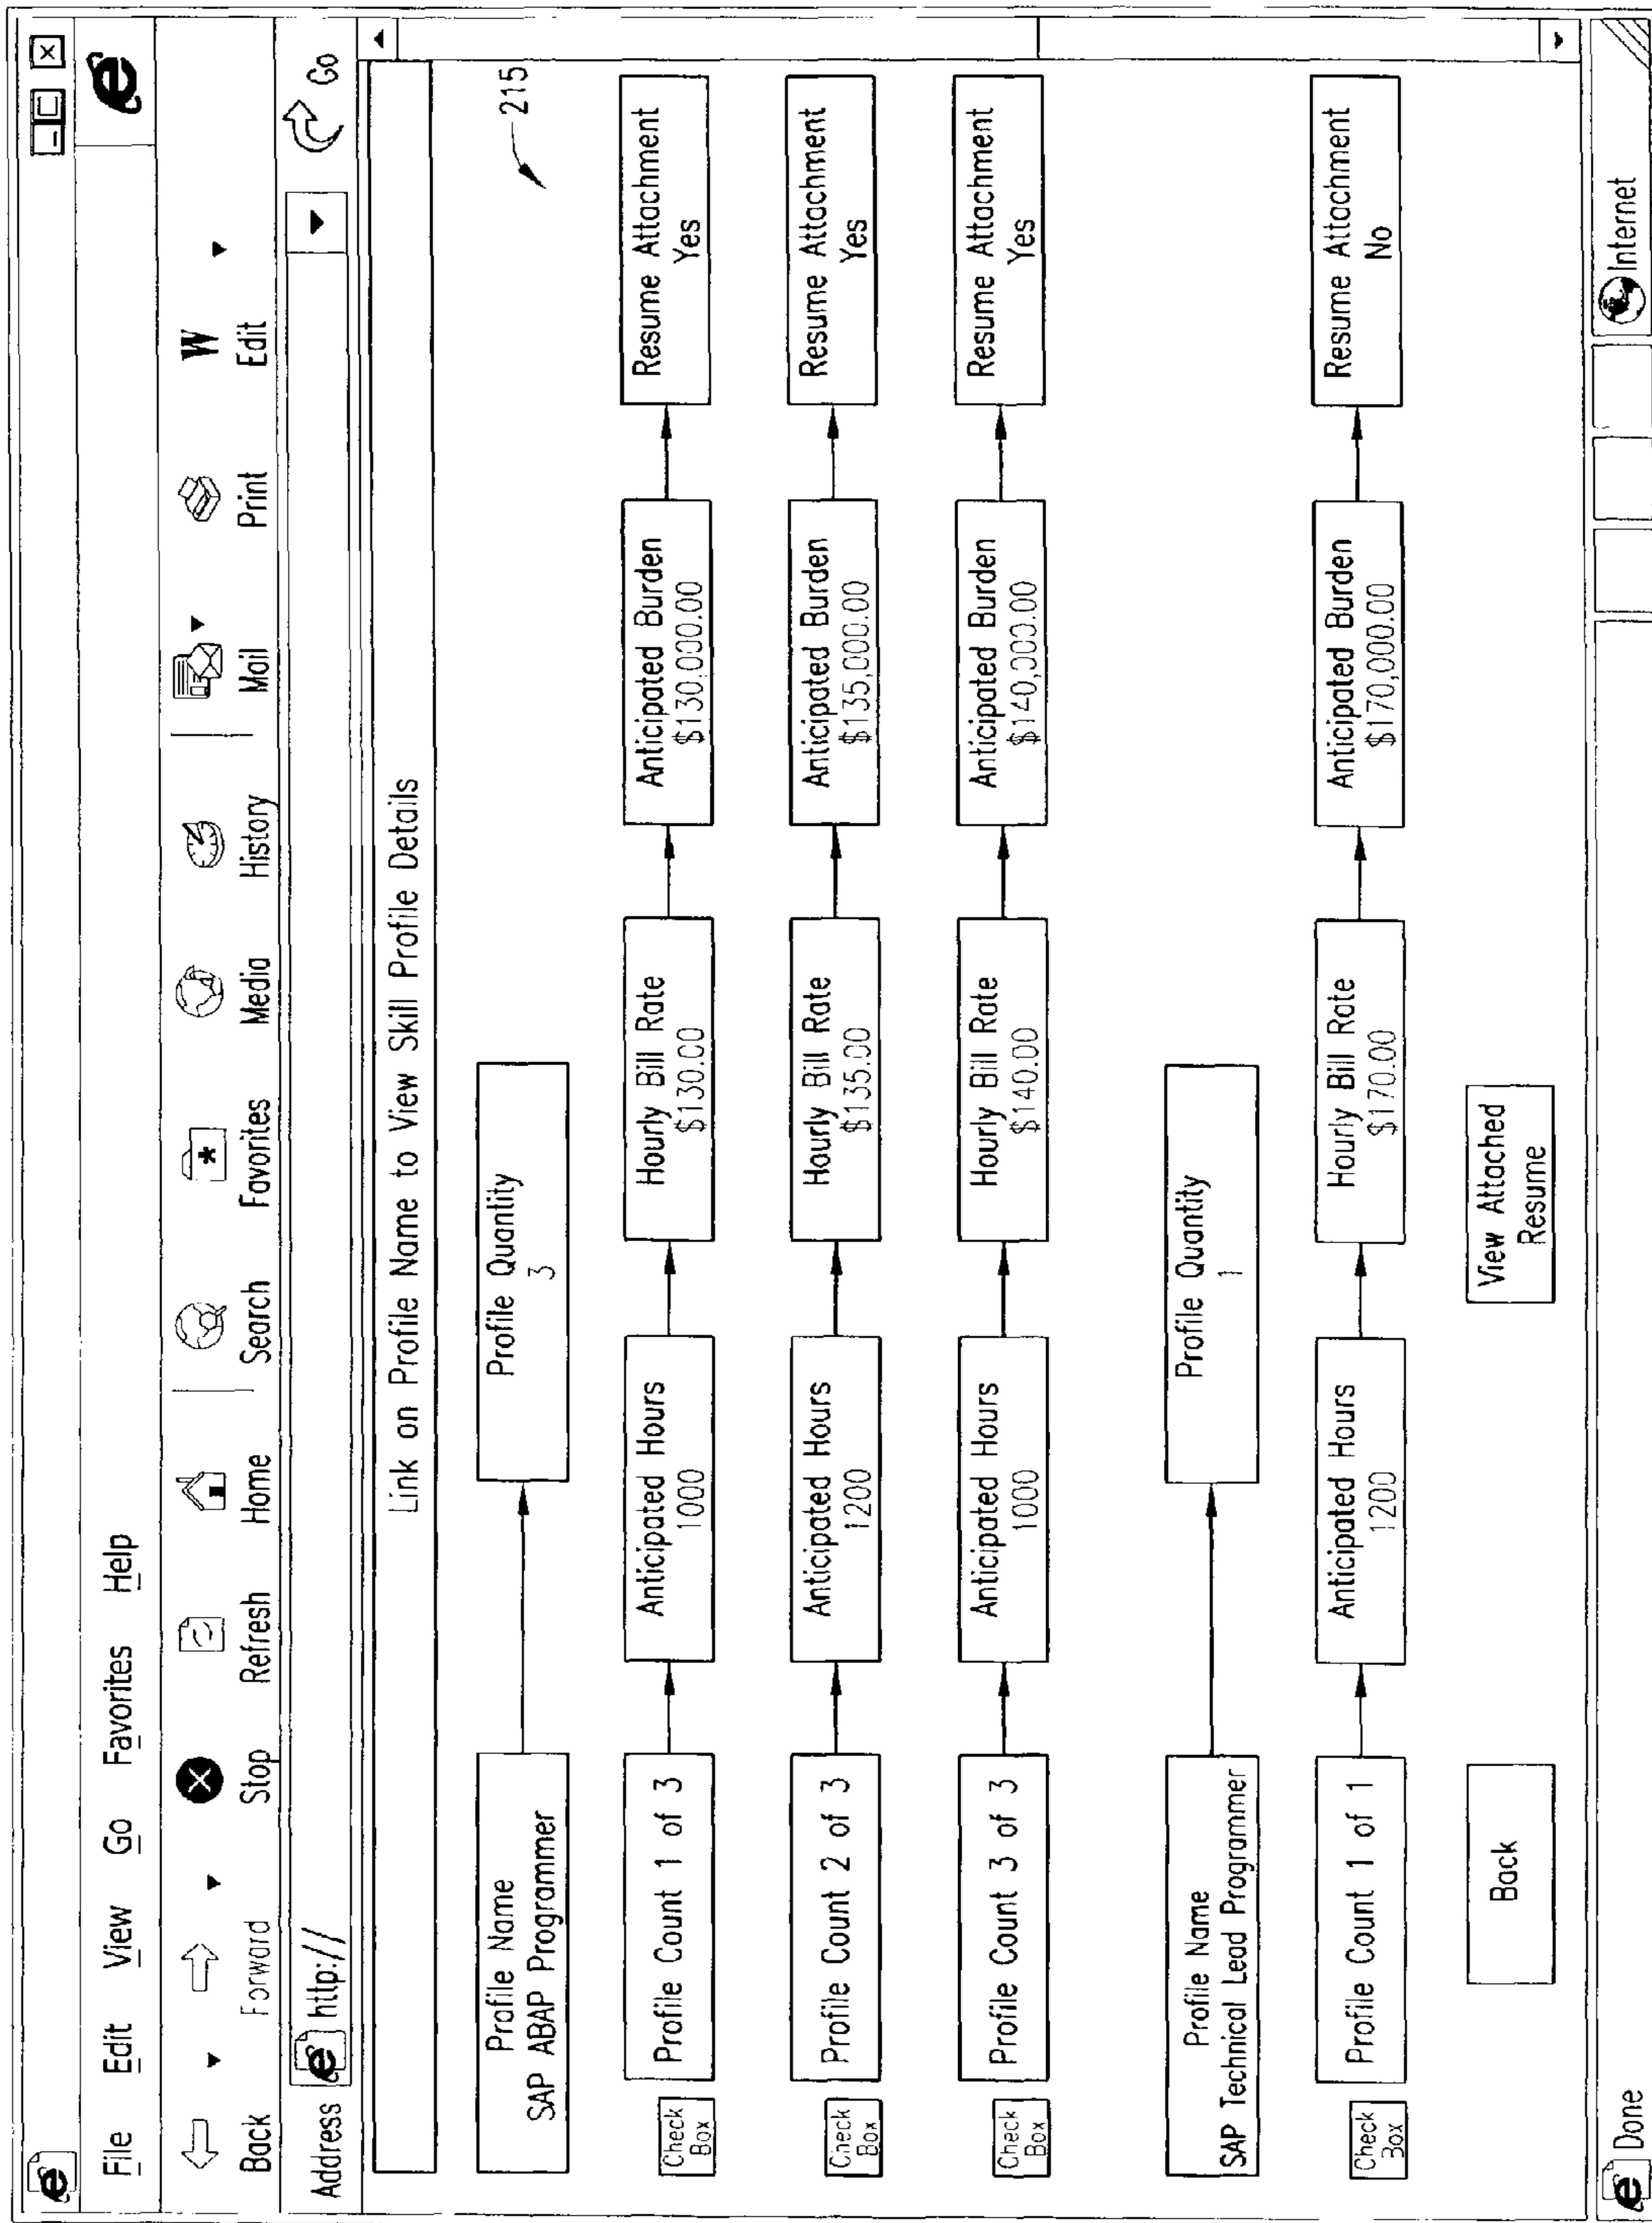 File Edit View Go Favorites Help
Back Forward Stop Refresh Home Search Favorites Media History Mail Print Edit
Address http:// Go
Link on Profile Name to View Skill Profile Details
215
Profile Name
SAP ABAP Programmer
Profile Quantity
3
Check
Box
Profile Count 1 of 3
Anticipated Hours
1000
Hourly Bill Rate
$130.00
Anticipated Burden
$130,000.00
Resume Attachment
Yes
Check
Box
Profile Count 2 of 3
Anticipated Hours
1200
Hourly Bill Rate
$135.00
Anticipated Burden
$135,000.00
Resume Attachment
Yes
Check
Box
Profile Count 3 of 3
Anticipated Hours
1000
Hourly Bill Rate
$140.00
Anticipated Burden
$140,000.00
Resume Attachment
Yes
Profile Name
SAP Technical Lead Programmer
Profile Quantity
1
Check
Box
Profile Count 1 of 1
Anticipated Hours
1200
Hourly Bill Rate
$170.00
Anticipated Burden
$170,000.00
Resume Attachment
No
Back
View Attached
Resume
Done Internet